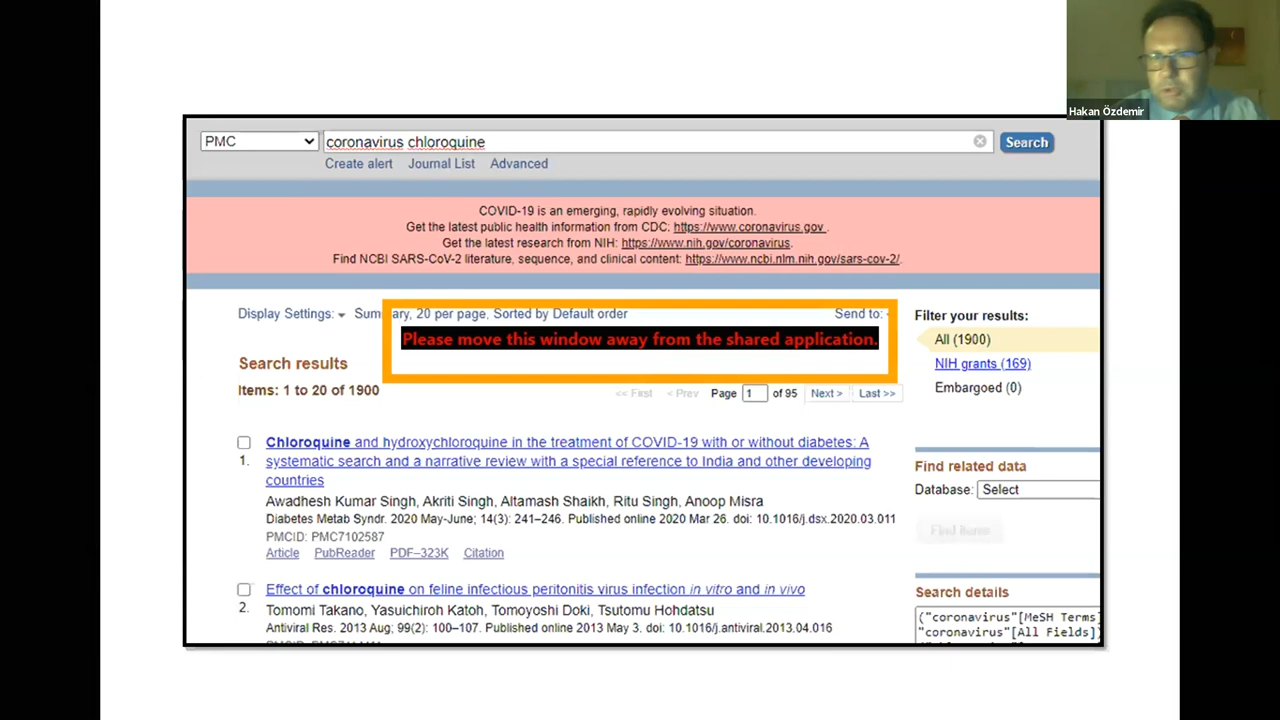 Hakan Özdemir
PMC
coronavirus chloroquine
Search
Create alert Journal List Advanced
COVID-19 is an emerging, rapidly evolving situation.
Get the latest public health information from CDC: https://www.coronavirus.gov .
Get the latest research from NIH: https://www.nih.gov/coronavirus.
Find NCBI SARS-CoV-2 literature, sequence, and clinical content: https://www.ncbi.nlm.nih.gov/sars-cov-2/.
Display Settings: Summary, 20 per page, Sorted by Default order
Send to:
Please move this window away from the shared application.
Search results
Items: 1 to 20 of 1900
<< First < Prev Page 1 of 95 Next > Last >>
1.
Chloroquine and hydroxychloroquine in the treatment of COVID-19 with or without diabetes: A
systematic search and a narrative review with a special reference to India and other developing
countries
Awadhesh Kumar Singh, Akriti Singh, Altamash Shaikh, Ritu Singh, Anoop Misra
Diabetes Metab Syndr. 2020 May-June; 14(3): 241–246. Published online 2020 Mar 26. doi: 10.1016/j.dsx.2020.03.011
PMCID: PMC7102587
Article PubReader PDF–323K Citation
2.
Effect of chloroquine on feline infectious peritonitis virus infection in vitro and in vivo
Tomomi Takano, Yasuichiroh Katoh, Tomoyoshi Doki, Tsutomu Hohdatsu
Antiviral Res. 2013 Aug; 99(2): 100–107. Published online 2013 May 3. doi: 10.1016/j.antiviral.2013.04.016
Filter your results:
All (1900)
NIH grants (169)
Embargoed (0)
Find related data
Database: Select
Find items
Search details
("coronavirus"[MeSH Terms]
"coronavirus"[All Fields])